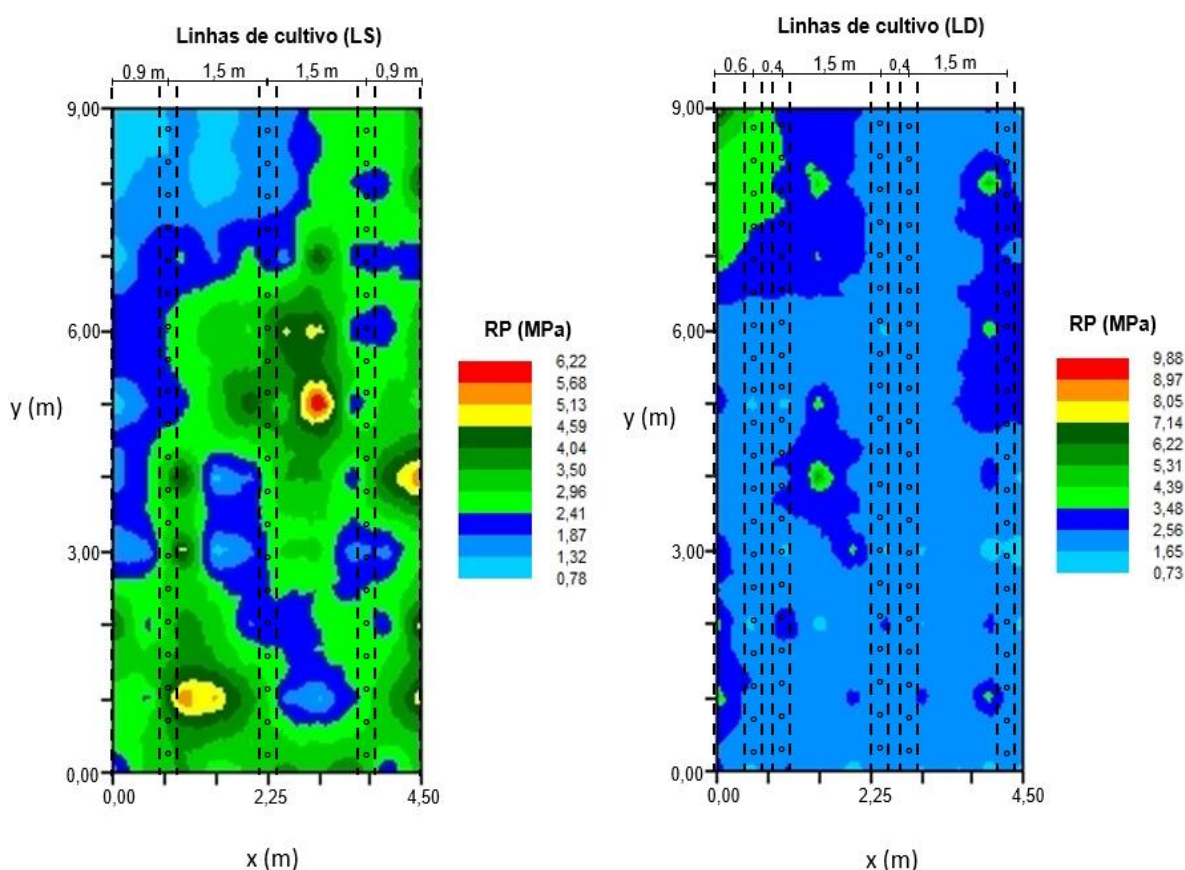 Linhas de cultivo (LS)
0,9 m 1,5 m 1,5 m 0,9 m
9,00
6,00
3,00
0,00
y (m)
0,00 2,25 4,50
x (m)
RP (MPa)
6,22
5,68
5,13
4,59
4,04
3,50
2,96
2,41
1,87
1,32
0,78
Linhas de cultivo (LD)
0,6 0,4 1,5 m 0,4 1,5 m
9,00
6,00
3,00
0,00
y (m)
0,00 2,25 4,50
x (m)
RP (MPa)
9,88
8,97
8,05
7,14
6,22
5,31
4,39
3,48
2,56
1,65
0,73